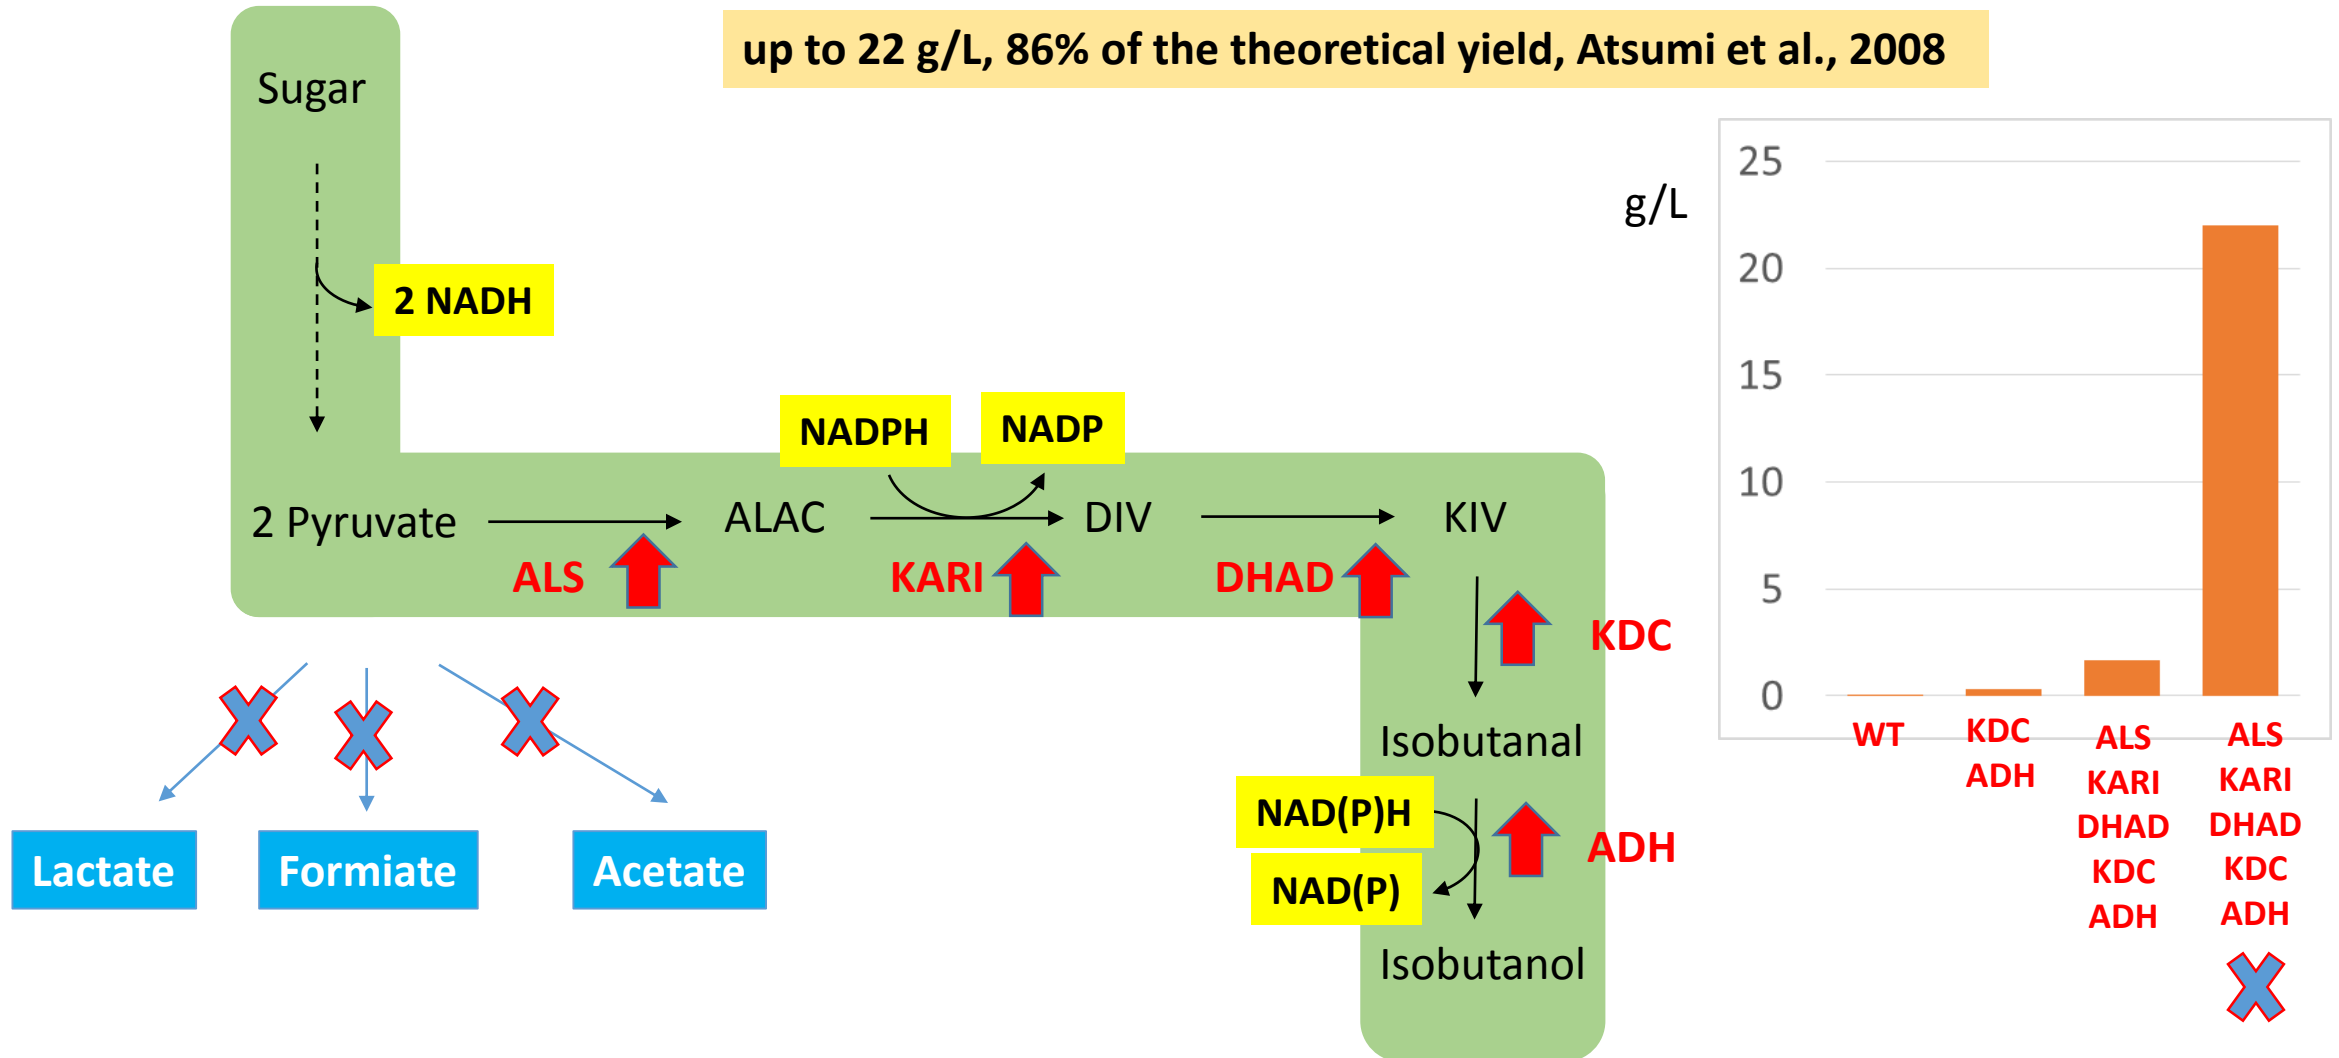 up to 22 g/L, 86% of the theoretical yield, Atsumi et al., 2008
Sugar
2 NADH
NADPH
NADP
2 Pyruvate
ALAC
DIV
KIV
ALS
KARI
DHAD
KDC
Isobutanal
NAD(P)H
NAD(P)
ADH
Isobutanol
Lactate
Formiate
Acetate
g/L
25
20
15
10
5
0
WT
KDC
ADH
ALS
KARI
DHAD
KDC
ADH
ALS
KARI
DHAD
KDC
ADH